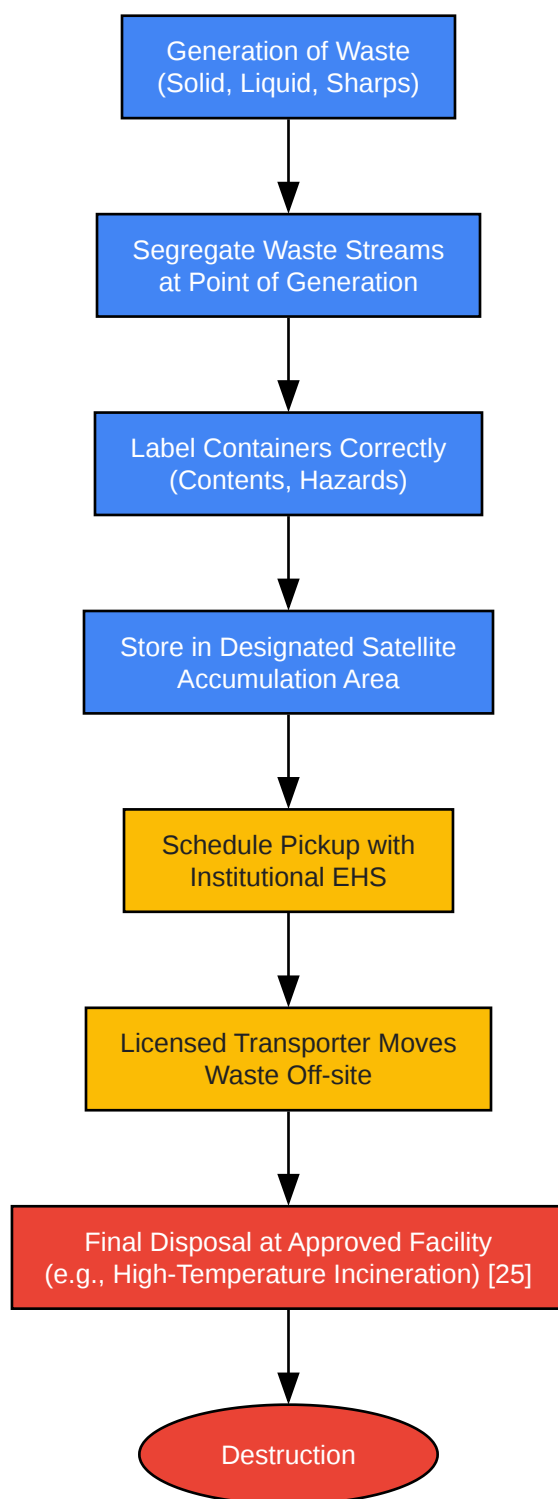 Generation of Waste
(Solid, Liquid, Sharps)
Segregate Waste Streams
at Point of Generation
Label Containers Correctly
(Contents, Hazards)
Store in Designated Satellite
Accumulation Area
Schedule Pickup with
Institutional EHS
Licensed Transporter Moves
Waste Off-site
Final Disposal at Approved Facility
(e.g., High-Temperature Incineration) [25]
Destruction